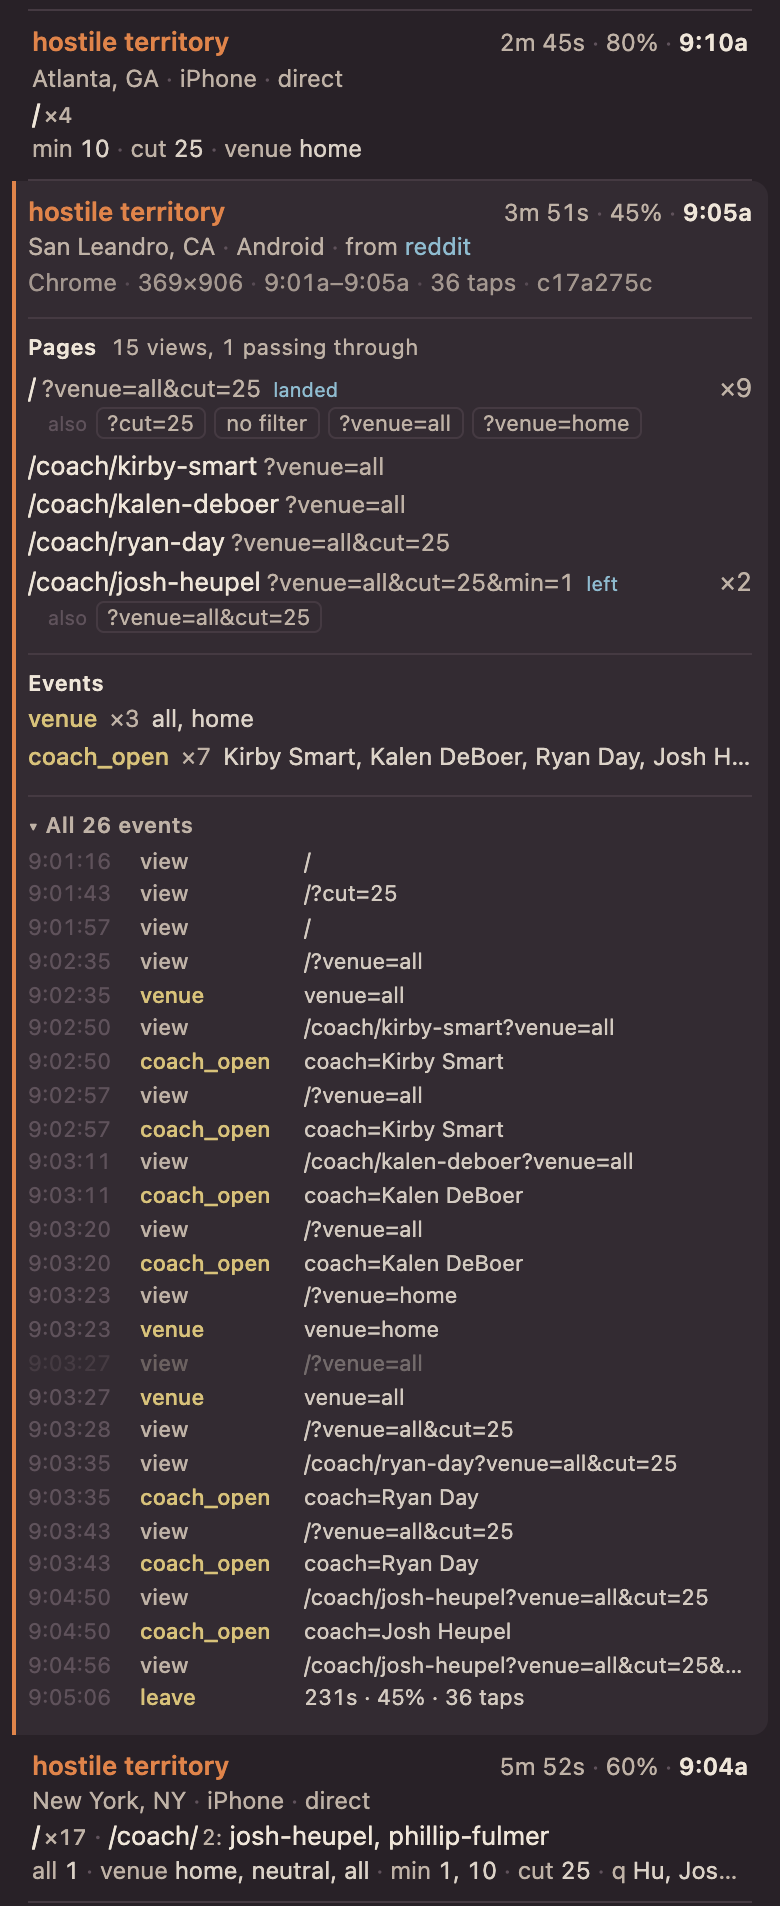 hostile territory 2m 45s · 80% · 9:10a
Atlanta, GA · iPhone · direct
/ ×4
min 10 · cut 25 · venue home
hostile territory 3m 51s · 45% · 9:05a
San Leandro, CA · Android · from reddit
Chrome · 369×906 · 9:01a–9:05a · 36 taps · c17a275c
Pages 15 views, 1 passing through
/ ?venue=all&cut=25 landed ×9
also ?cut=25 no filter ?venue=all ?venue=home
/coach/kirby-smart ?venue=all
/coach/kalen-deboer ?venue=all
/coach/ryan-day ?venue=all&cut=25
/coach/josh-heupel ?venue=all&cut=25&min=1 left ×2
also ?venue=all&cut=25
Events
venue ×3 all, home
coach_open ×7 Kirby Smart, Kalen DeBoer, Ryan Day, Josh H...
▾ All 26 events
9:01:16 view /
9:01:43 view /?cut=25
9:01:57 view /
9:02:35 view /?venue=all
9:02:35 venue venue=all
9:02:50 view /coach/kirby-smart?venue=all
9:02:50 coach_open coach=Kirby Smart
9:02:57 view /?venue=all
9:02:57 coach_open coach=Kirby Smart
9:03:11 view /coach/kalen-deboer?venue=all
9:03:11 coach_open coach=Kalen DeBoer
9:03:20 view /?venue=all
9:03:20 coach_open coach=Kalen DeBoer
9:03:23 view /?venue=home
9:03:23 venue venue=home
9:03:27 view /?venue=all
9:03:27 venue venue=all
9:03:28 view /?venue=all&cut=25
9:03:35 view /coach/ryan-day?venue=all&cut=25
9:03:35 coach_open coach=Ryan Day
9:03:43 view /?venue=all&cut=25
9:03:43 coach_open coach=Ryan Day
9:04:50 view /coach/josh-heupel?venue=all&cut=25
9:04:50 coach_open coach=Josh Heupel
9:04:56 view /coach/josh-heupel?venue=all&cut=25&...
9:05:06 leave 231s · 45% · 36 taps
hostile territory 5m 52s · 60% · 9:04a
New York, NY · iPhone · direct
/ ×17 · /coach/ 2: josh-heupel, phillip-fulmer
all 1 · venue home, neutral, all · min 1, 10 · cut 25 · q Hu, Jos...